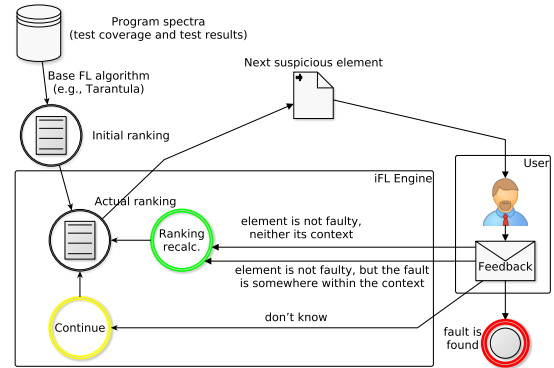 Program spectra
(test coverage and test results)
Base FL algorithm
(e.g., Tarantula)
Next suspicious element
Initial ranking
User
iFL Engine
Actual ranking
element is not faulty,
neither its context
Ranking
recalc.
element is not faulty, but the fault
is somewhere within the context
Feedback
don't know
Continue
fault is
found